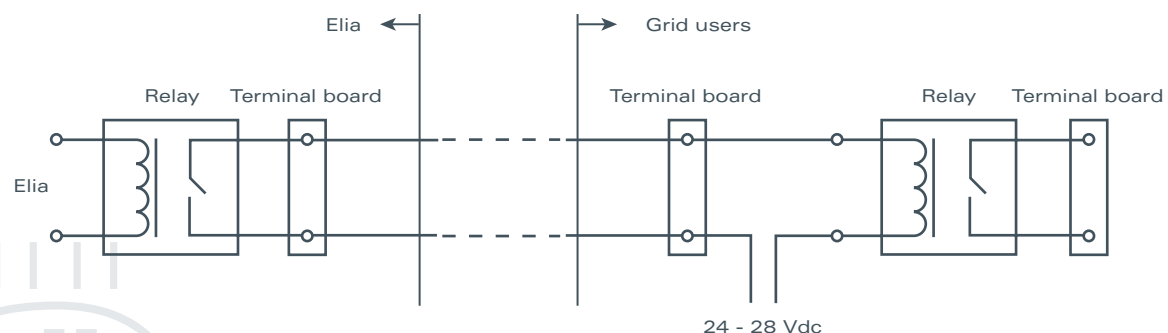 Elia
Grid users
Relay
Terminal board
Terminal board
Relay
Terminal board
Elia
24 - 28 Vdc